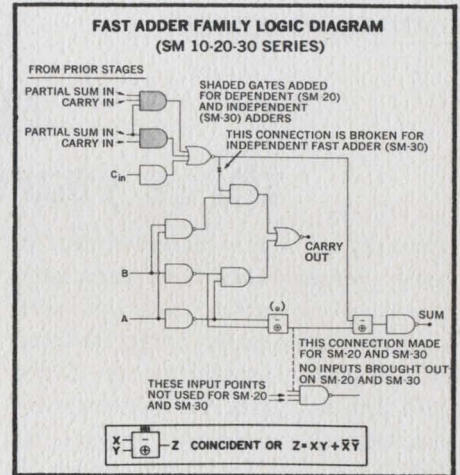 FAST ADDER FAMILY LOGIC DIAGRAM
(SM 10-20-30 SERIES)
FROM PRIOR STAGES
PARTIAL SUM IN
CARRY IN
PARTIAL SUM IN
CARRY IN
Cin
SHADED GATES ADDED
FOR DEPENDENT (SM 20)
AND INDEPENDENT
(SM-30) ADDERS
THIS CONNECTION IS BROKEN FOR
INDEPENDENT FAST ADDER (SM-30)
CARRY
OUT
B
A
(•)
–
⊕
–
⊕
SUM
THIS CONNECTION MADE
FOR SM-20 AND SM-30
NO INPUTS BROUGHT OUT
ON SM-20 AND SM-30
THESE INPUT POINTS
NOT USED FOR SM-20
AND SM-30
X
Y
–
⊕
Z COINCIDENT OR Z = XY + X̄Ȳ